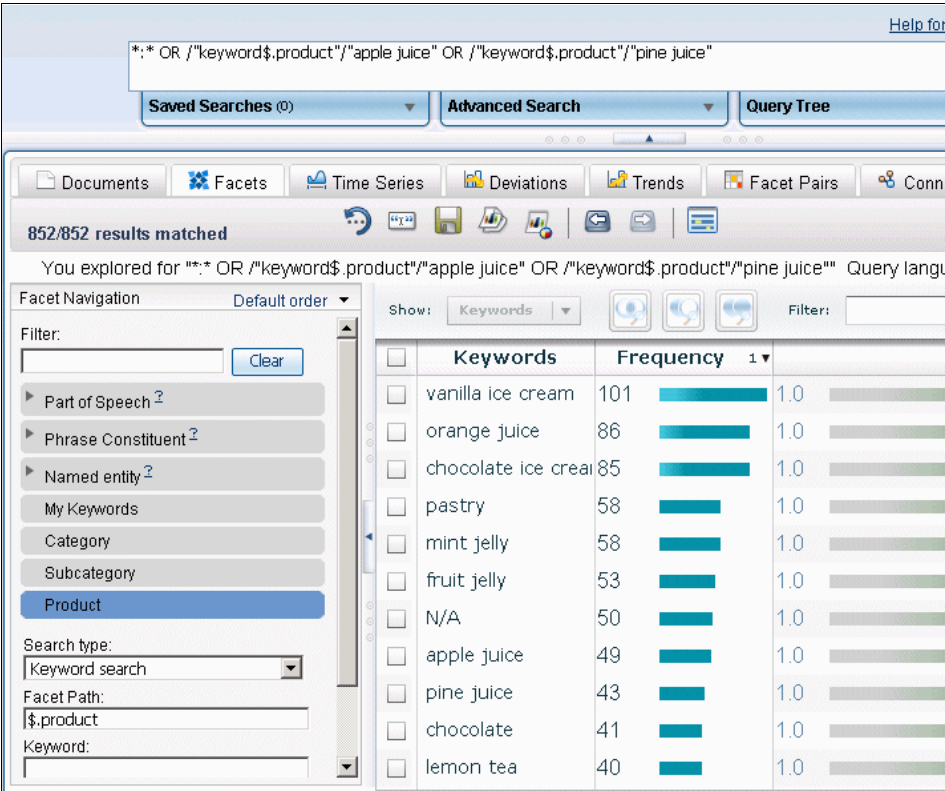 Help for
*:* OR /"keyword$.product"/"apple juice" OR /"keyword$.product"/"pine juice"
Saved Searches (0)
Advanced Search
Query Tree
Documents
Facets
Time Series
Deviations
Trends
Facet Pairs
Conn
852/852 results matched
You explored for "*:* OR /"keyword$.product"/"apple juice" OR /"keyword$.product"/"pine juice"" Query langu
Facet Navigation
Default order
Filter:
Clear
Part of Speech ?
Phrase Constituent ?
Named entity ?
My Keywords
Category
Subcategory
Product
Search type:
Keyword search
Facet Path:
$.product
Keyword:
Show: Keywords
Filter:
Keywords Frequency 1
vanilla ice cream 101 1.0
orange juice 86 1.0
chocolate ice crea 85 1.0
pastry 58 1.0
mint jelly 58 1.0
fruit jelly 53 1.0
N/A 50 1.0
apple juice 49 1.0
pine juice 43 1.0
chocolate 41 1.0
lemon tea 40 1.0